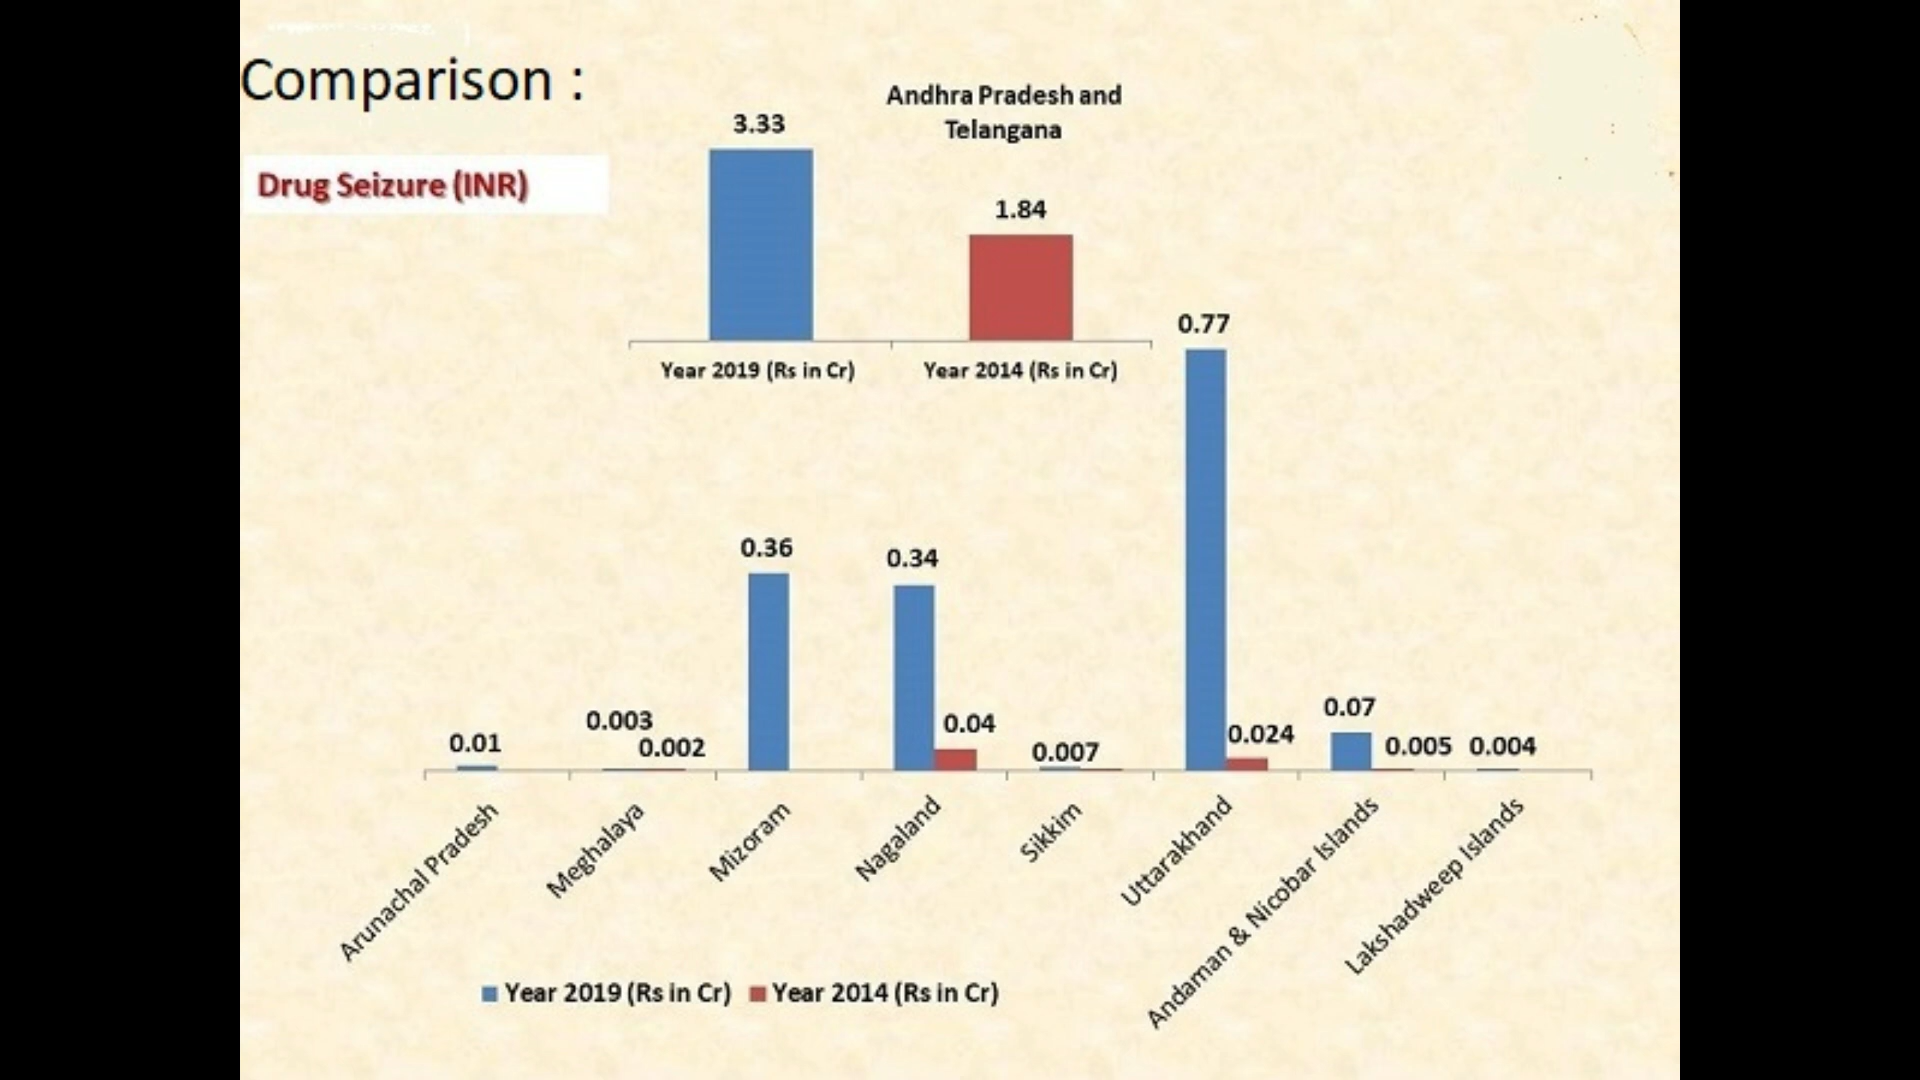 Comparison :
Drug Seizure (INR)
Andhra Pradesh and
Telangana
3.33
1.84
Year 2019 (Rs in Cr)
Year 2014 (Rs in Cr)
0.77
0.36
0.34
0.07
0.04
0.003
0.024
0.01
0.002
0.007
0.005
0.004
Arunachal Pradesh
Meghalaya
Mizoram
Nagaland
Sikkim
Uttarakhand
Andaman & Nicobar Islands
Lakshadweep Islands
Year 2019 (Rs in Cr)
Year 2014 (Rs in Cr)